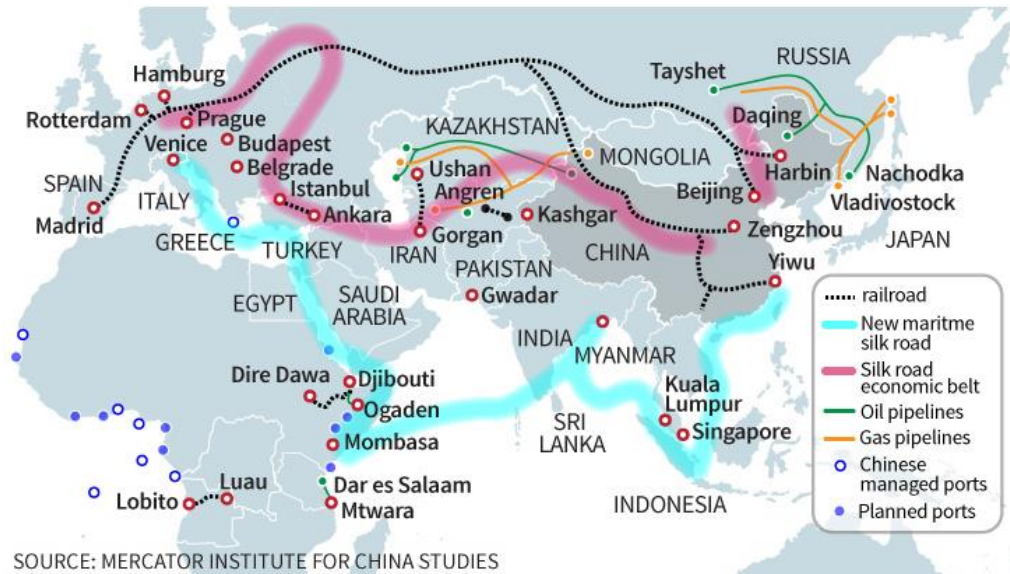 RUSSIA
Hamburg
Tayshet
Rotterdam
Prague
Daqing
KAZAKHSTAN
Venice
Budapest
MONGOLIA
Belgrade
Ushan
Harbin
Nachodka
SPAIN
Istanbul
Angren
Beijing
Vladivostock
ITALY
Madrid
Ankara
Kashgar
Zengzhou
GREECE
TURKEY
IRAN
Gorgan
CHINA
JAPAN
PAKISTAN
Yiwu
EGYPT
SAUDI
ARABIA
Gwadar
INDIA
MYANMAR
Dire Dawa
Djibouti
Kuala
Lumpur
Ogaden
SRI
LANKA
Singapore
Mombasa
Luau
Dar es Salaam
Lobito
Mtwara
INDONESIA
railroad
New maritme
silk road
Silk road
economic belt
Oil pipelines
Gas pipelines
Chinese
managed ports
Planned ports
SOURCE: MERCATOR INSTITUTE FOR CHINA STUDIES